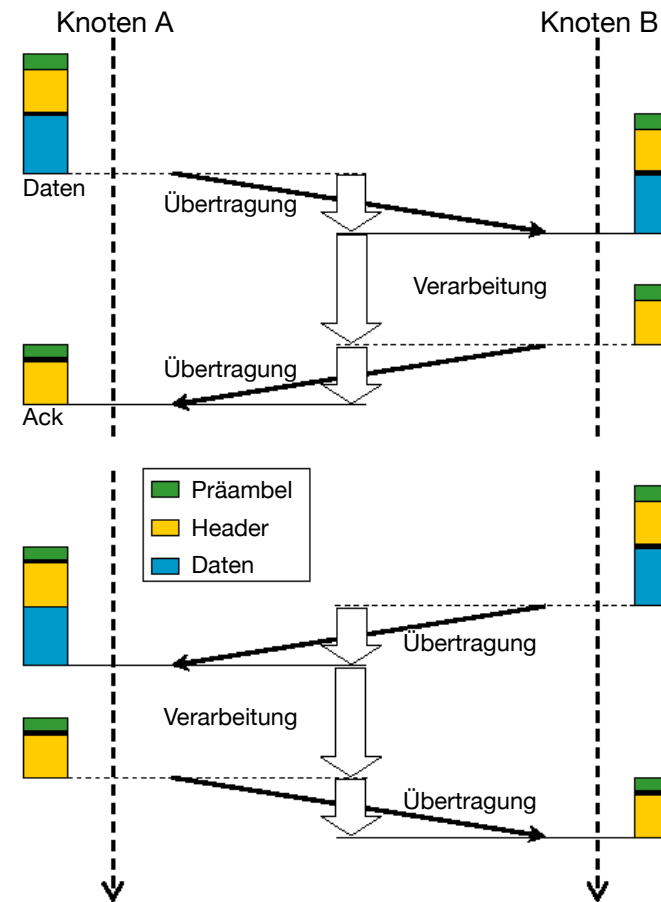 Knoten A
Knoten B
Daten
Übertragung
Verarbeitung
Übertragung
Ack
Präambel
Header
Daten
Übertragung
Verarbeitung
Übertragung